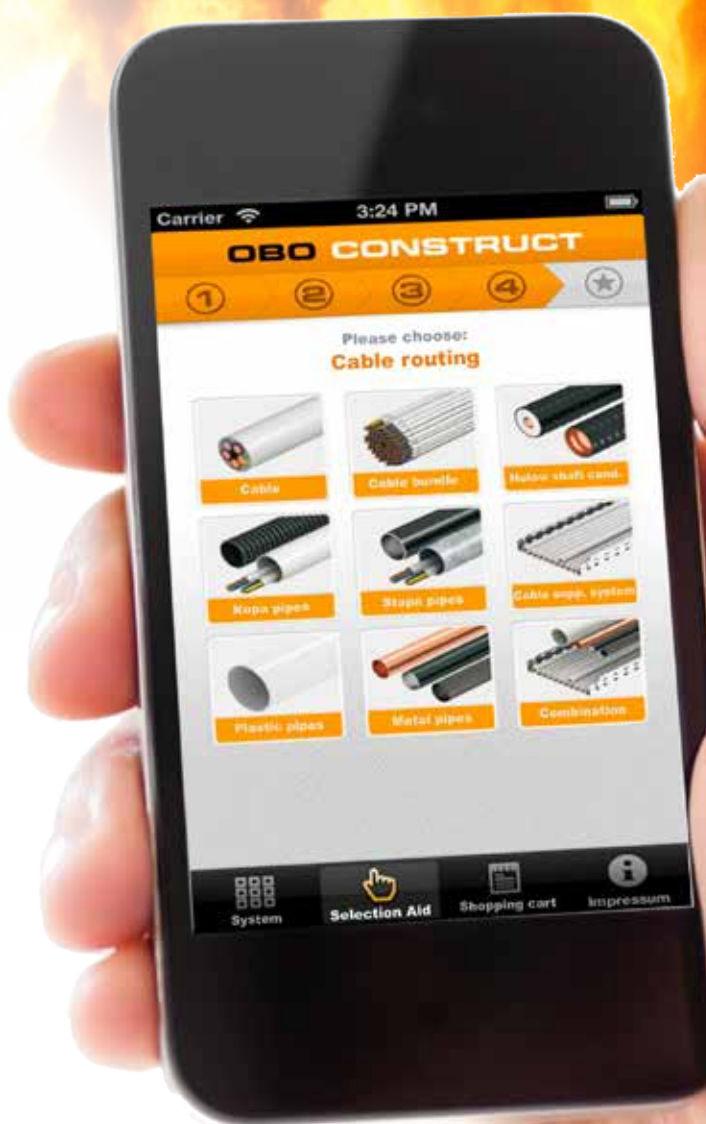 Carrier 3:24 PM
OBO CONSTRUCT
1 2 3 4
Please choose:
Cable routing
Cable Cable bundle Holow shaft cond.
Kopa pipes Stapa pipes Cable supp. system
Plastic pipes Metal pipes Combination
System Selection Aid Shopping cart Impressum